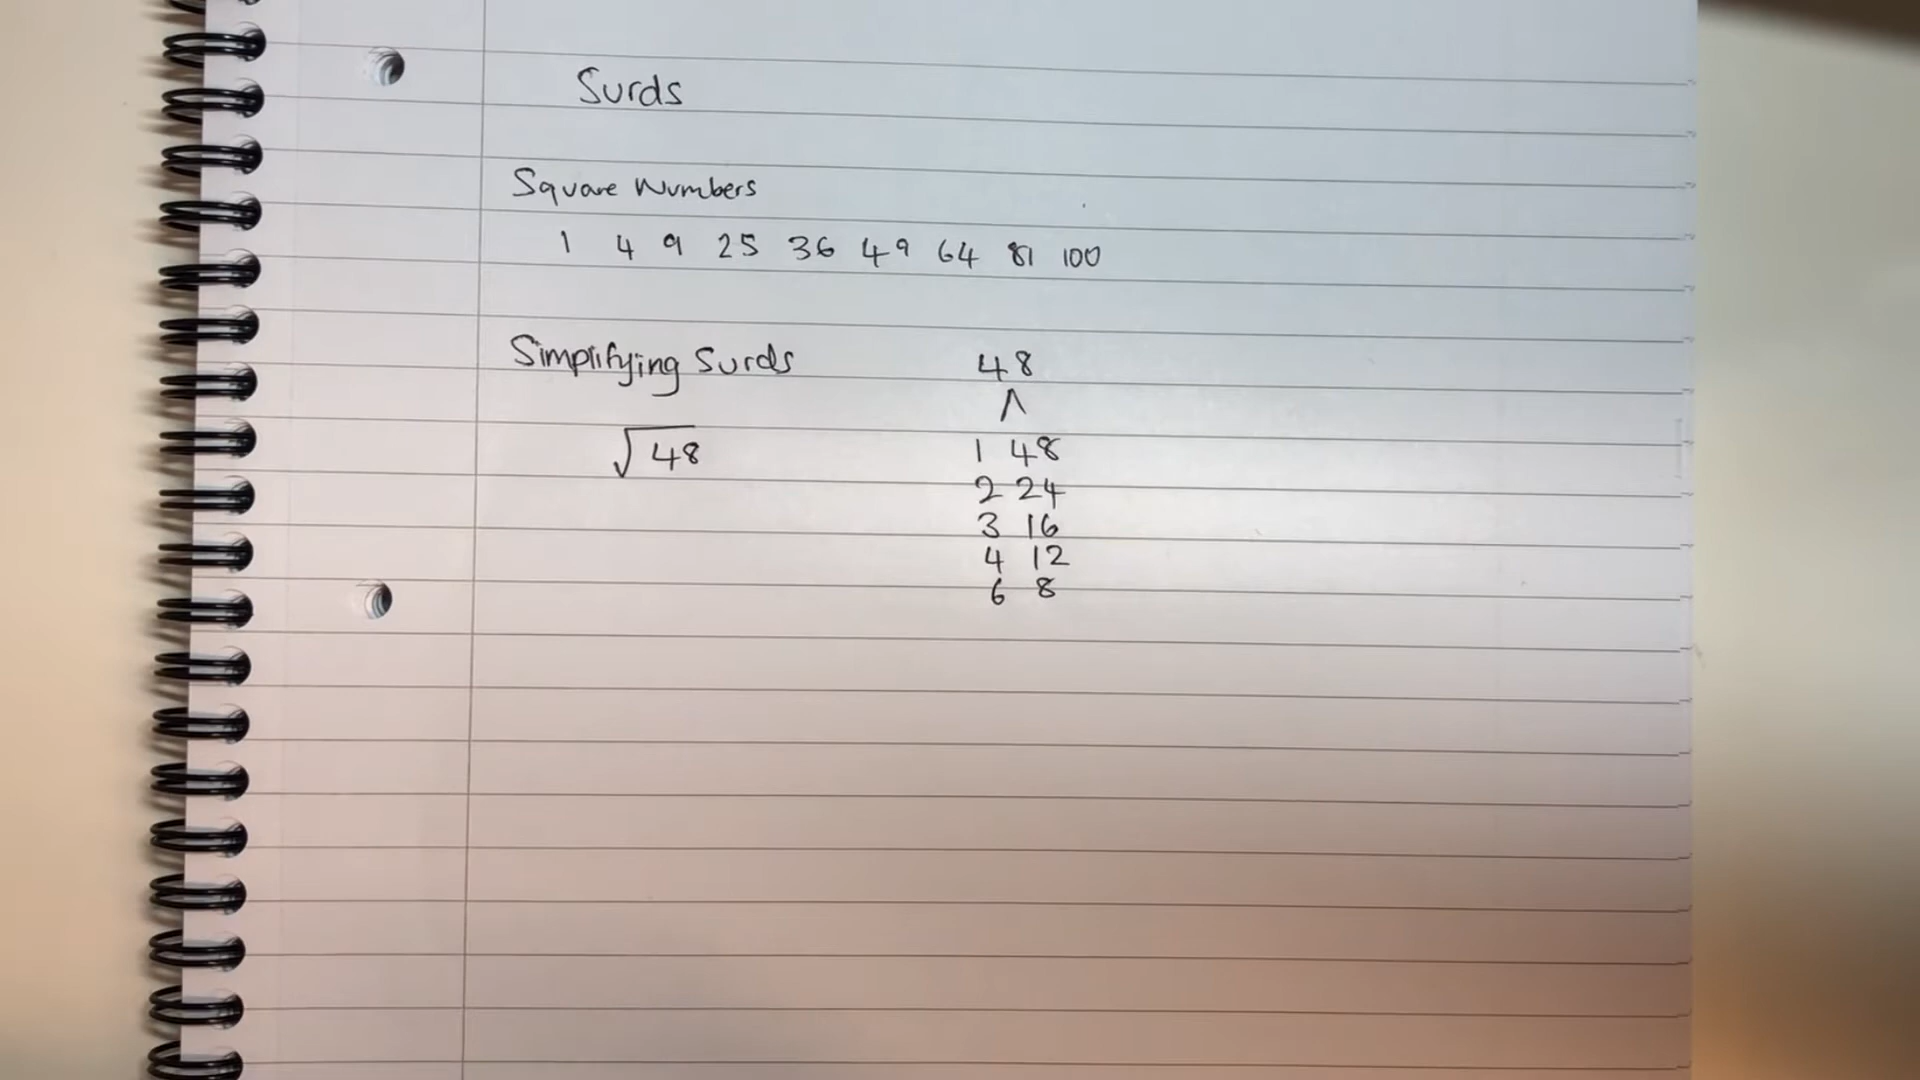 Surds
Square Numbers
1 4 9 25 36 49 64 81 100
Simplifying Surds
√48
48
1 48
2 24
3 16
4 12
6 8